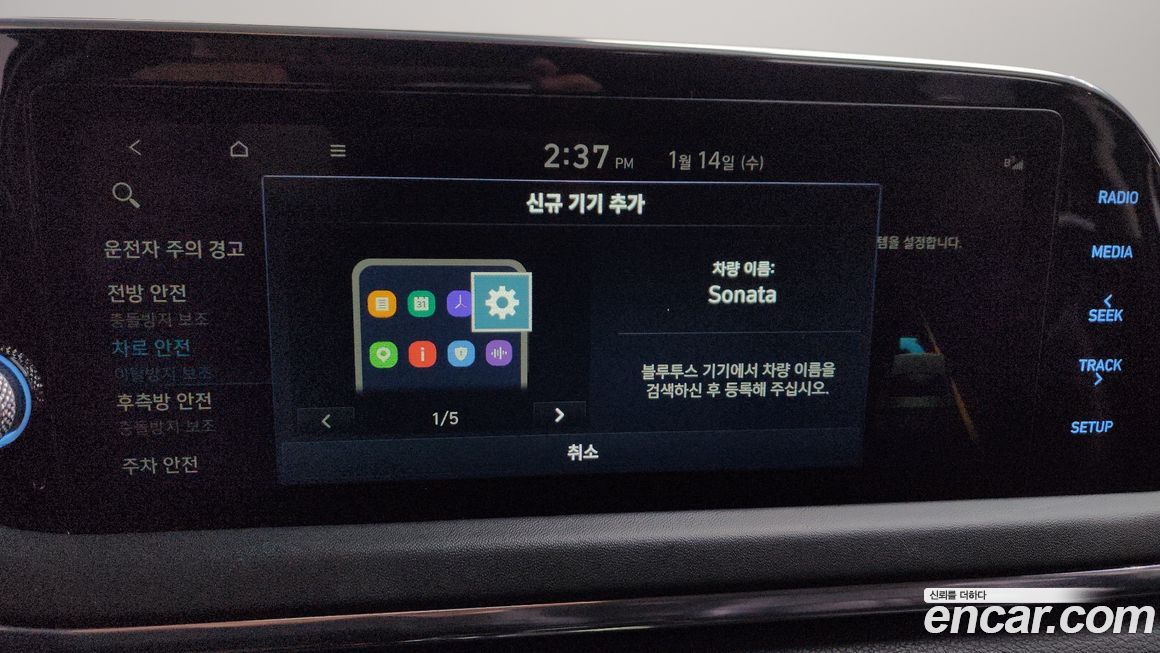 2:37 PM 1월 14일 (수)
신규 기기 추가
운전자 주의 경고
템을 설정합니다.
전방 안전
충돌방지 보조
차로 안전
이탈방지 보조
후측방 안전
충돌방지 보조
주차 안전
31
차량 이름:
Sonata
블루투스 기기에서 차량 이름을
검색하신 후 등록해 주십시오.
< 1/5 >
취소
RADIO
MEDIA
<
SEEK
TRACK
>
SETUP
신뢰를 더하다
encar.com